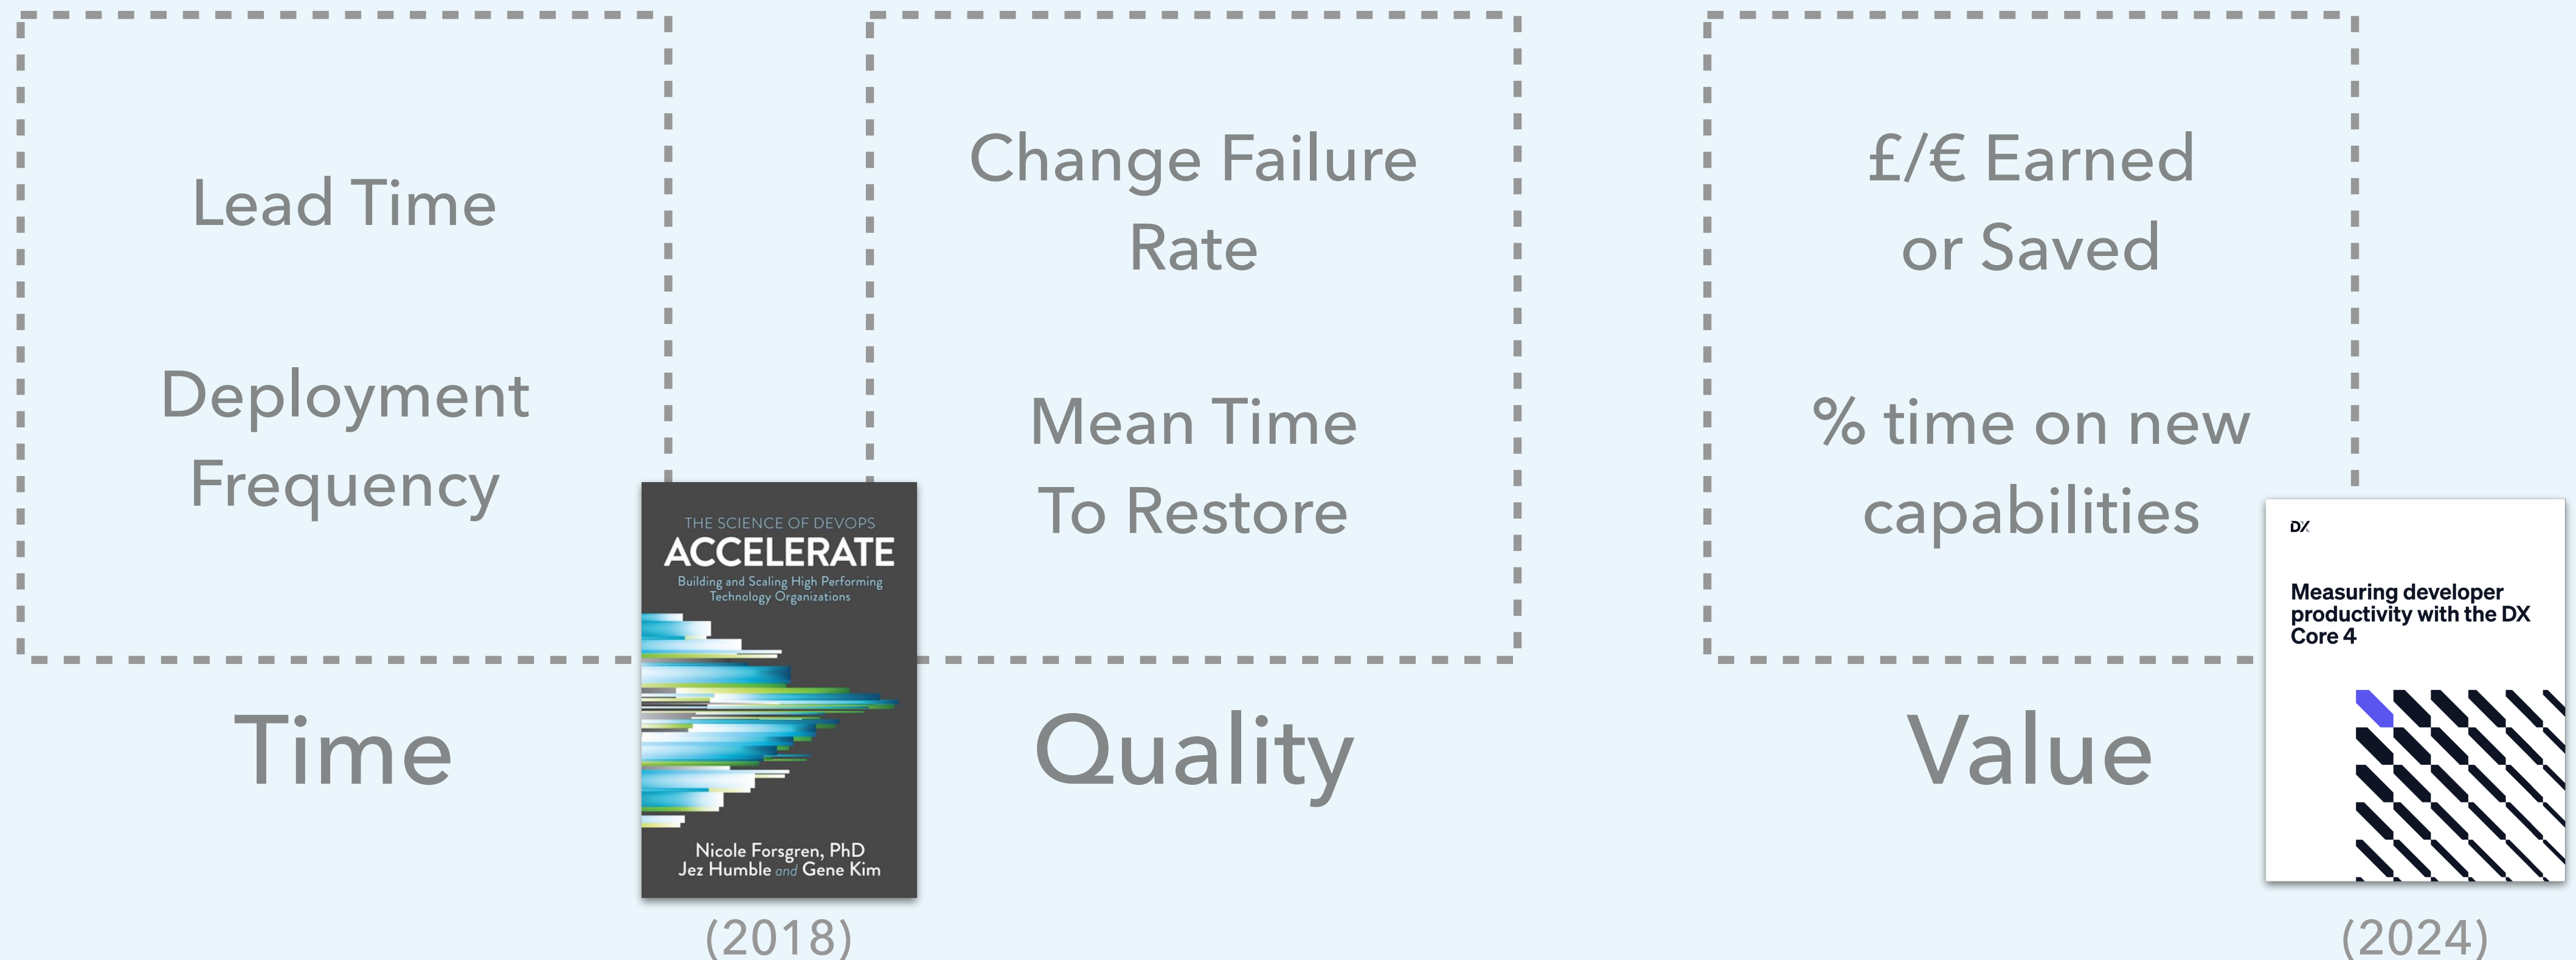 Lead Time
Deployment
Frequency
Time
Change Failure
Rate
Mean Time
To Restore
Quality
£/€ Earned
or Saved
% time on new
capabilities
Value
THE SCIENCE OF DEVOPS
ACCELERATE
Building and Scaling High Performing
Technology Organizations
Nicole Forsgren, PhD
Jez Humble and Gene Kim
(2018)
DX
Measuring developer
productivity with the DX
Core 4
(2024)